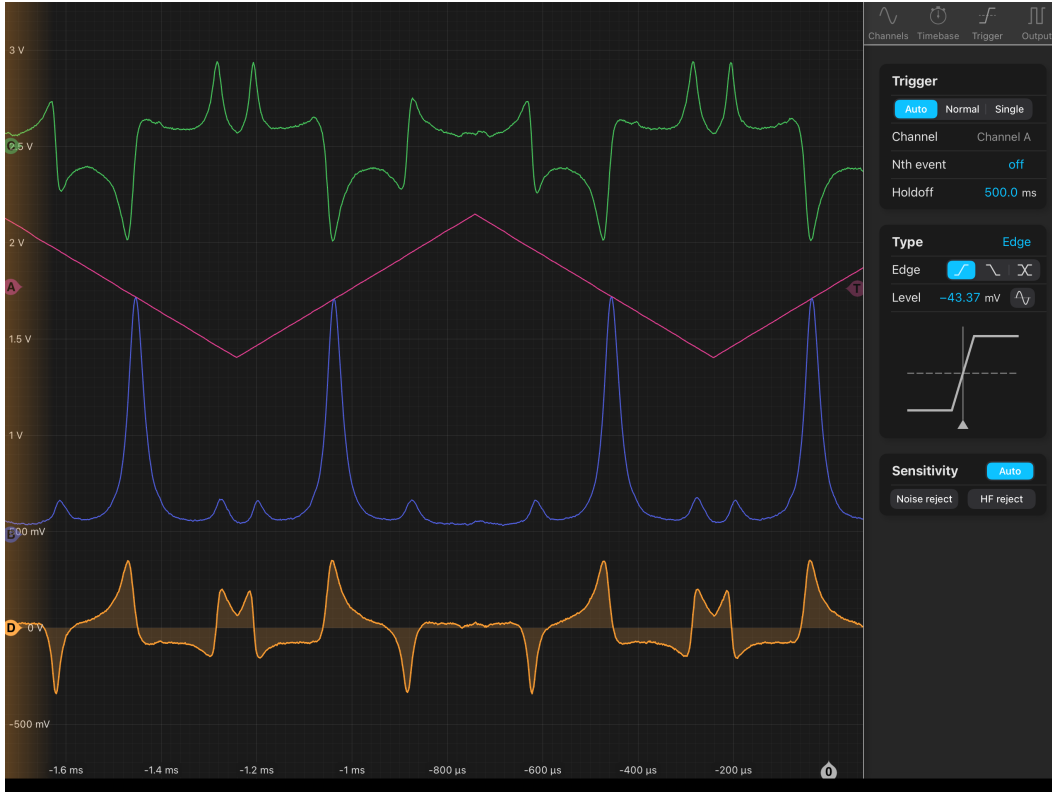 Channels Timebase Trigger Output
3 V
Trigger
Auto Normal Single
Channel Channel A
C 2.5 V
Nth event off
Holdoff 500.0 ms
2 V
Type Edge
Edge
A
T
Level −43.37 mV
1.5 V
1 V
Sensitivity Auto
Noise reject HF reject
500 mV
D 0 V
-500 mV
-1.6 ms -1.4 ms -1.2 ms -1 ms -800 µs -600 µs -400 µs -200 µs 0